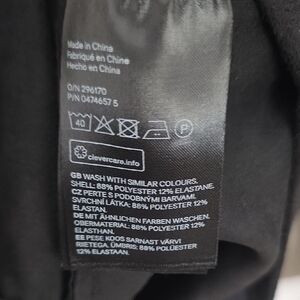 Made in China
Fabriqué en Chine
Hecho en China
O/N 296170
P/N 0474657 5
40
P
clevercare.info
GB WASH WITH SIMILAR COLOURS.
SHELL: 88% POLYESTER 12% ELASTANE.
CZ PERTE S PODOBNÝMI BARVAMI.
SVRCHNÍ LÁTKA: 88% POLYESTER 12%
ELASTAN.
DE MIT ÄHNLICHEN FARBEN WASCHEN.
OBERMATERIAL: 88% POLYESTER 12%
ELASTHAN.
EE PESE KOOS SARNAST VÄRVI
RIIETEGA. ÜMBRIS: 88% POLÜESTER
12% ELASTAAN.